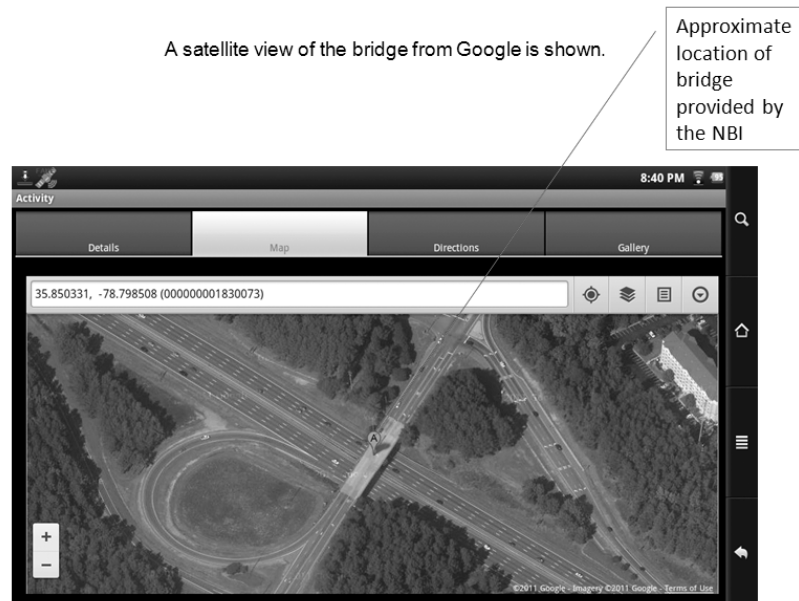 A satellite view of the bridge from Google is shown.
Approximate
location of
bridge
provided by
the NBI
8:40 PM
Activity
Details Map Directions Gallery
35.850331, -78.798508 (000000001830073)
A
+
−
©2011 Google - Imagery ©2011 Google - Terms of Use